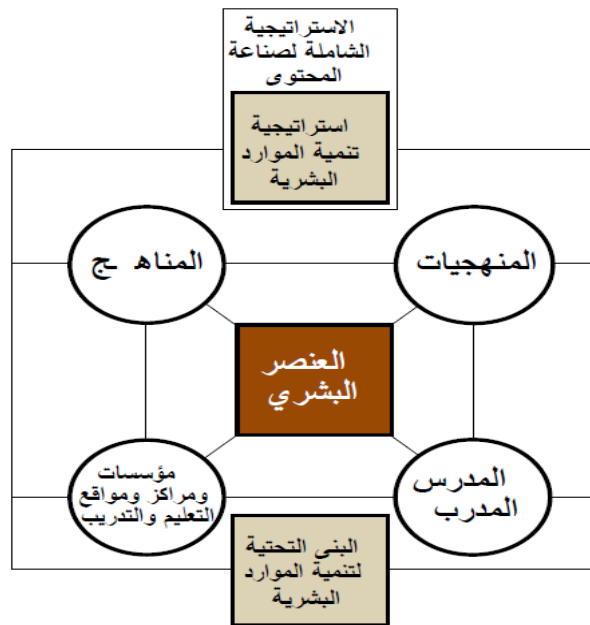 الاستراتيجية
الشاملة لصناعة
المحتوى
استراتيجية
تنمية الموارد
البشرية
المنهجيات
المناهـج
العنصر
البشري
المدرس
المدرب
مؤسسات
ومراكز ومواقع
التعليم والتدريب
البنى التحتية
لتنمية الموارد
البشرية